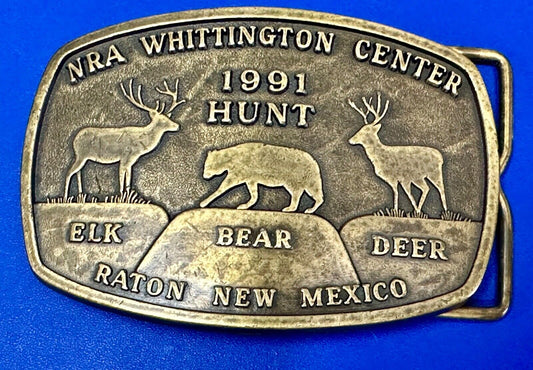 NRA WHITTINGTON CENTER
1991
HUNT
ELK
BEAR
DEER
RATON NEW MEXICO